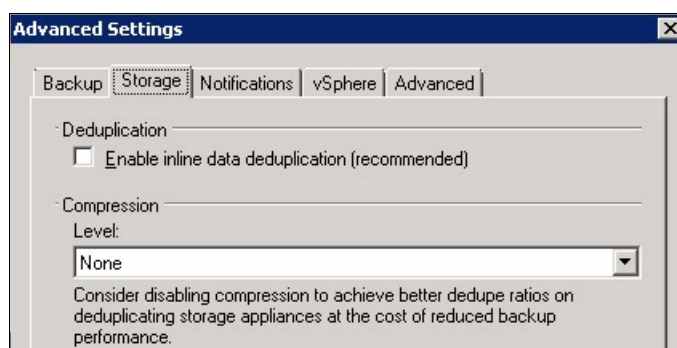 Advanced Settings
Backup Storage Notifications vSphere Advanced
Deduplication
Enable inline data deduplication (recommended)
Compression
Level:
None
Consider disabling compression to achieve better dedupe ratios on
deduplicating storage appliances at the cost of reduced backup
performance.